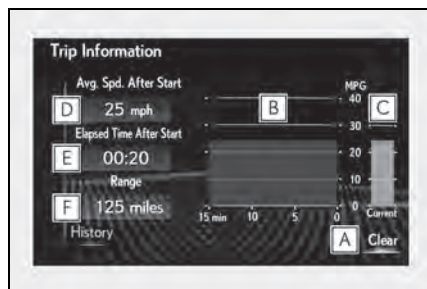 Trip Information
Avg. Spd. After Start
D 25 mph
Elapsed Time After Start
E 00:20
Range
F 125 miles
History
B
MPG
40
C
30
20
10
0
15 min 10 5 0
Current
A Clear